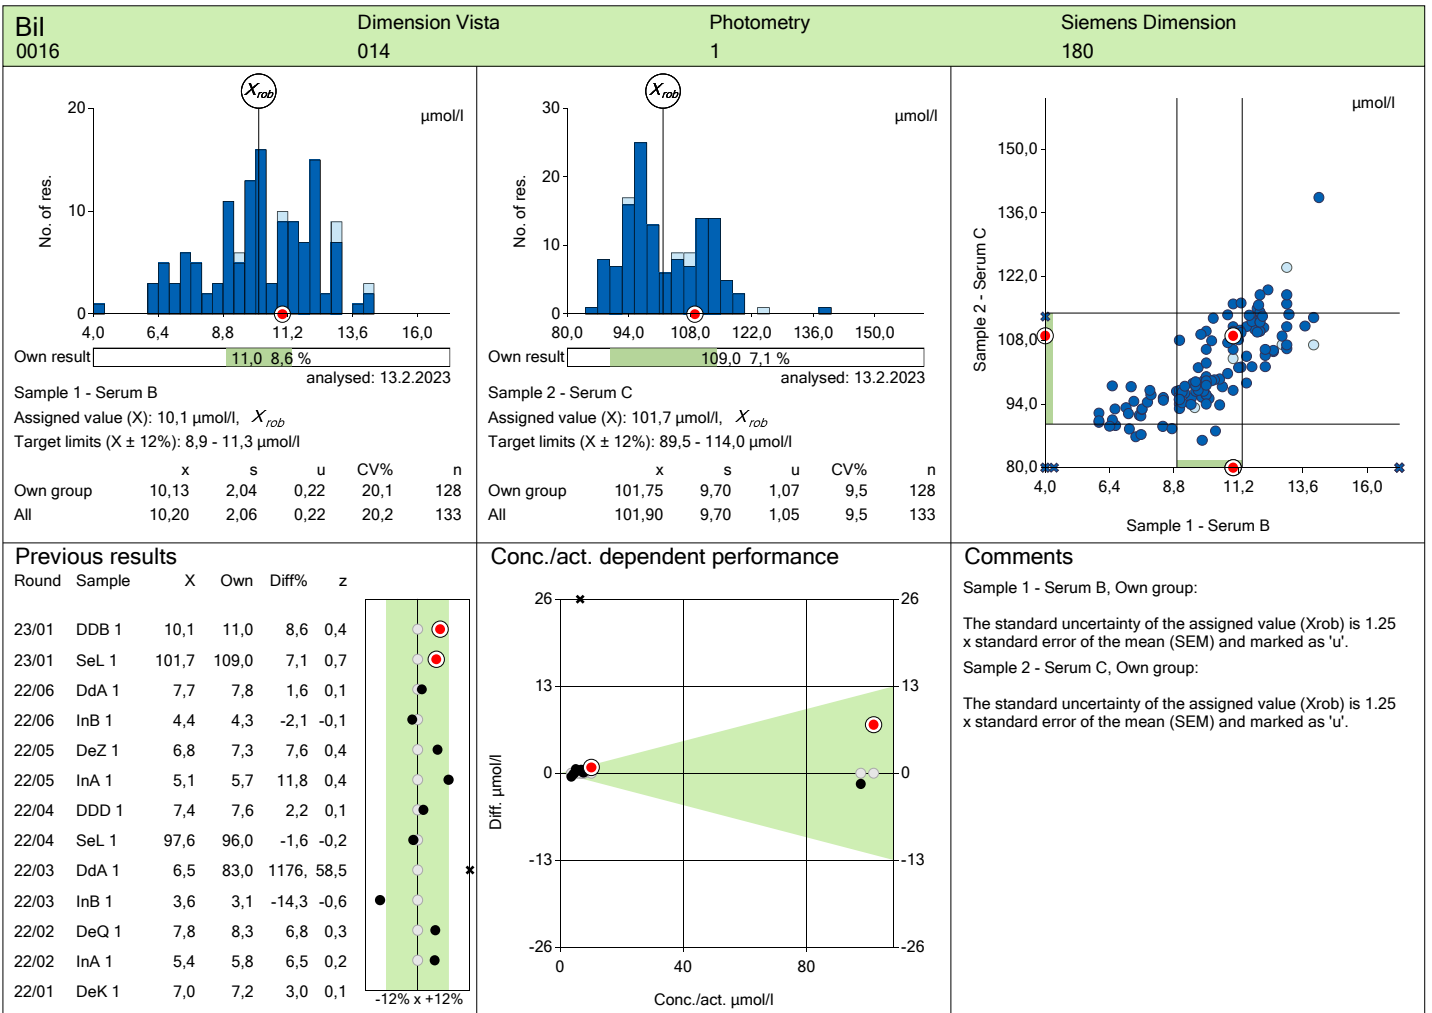 Bil Dimension Vista Photometry Siemens Dimension
0016 014 1 180
X rob
20
10
0
No. of res.
µmol/l
4,0 6,4 8,8 11,2 13,6 16,0
Own result 11,0 8,6 %
analysed: 13.2.2023
Sample 1 - Serum B
Assigned value (X): 10,1 µmol/l, X rob
Target limits (X ± 12%): 8,9 - 11,3 µmol/l
x s u CV% n
Own group 10,13 2,04 0,22 20,1 128
All 10,20 2,06 0,22 20,2 133
X rob
30
20
10
0
No. of res.
µmol/l
80,0 94,0 108,0 122,0 136,0 150,0
Own result 109,0 7,1 %
analysed: 13.2.2023
Sample 2 - Serum C
Assigned value (X): 101,7 µmol/l, X rob
Target limits (X ± 12%): 89,5 - 114,0 µmol/l
x s u CV% n
Own group 101,75 9,70 1,07 9,5 128
All 101,90 9,70 1,05 9,5 133
µmol/l
150,0
136,0
122,0
108,0
94,0
80,0
Sample 2 - Serum C
4,0 6,4 8,8 11,2 13,6 16,0
Sample 1 - Serum B
Previous results
Round Sample X Own Diff% z
23/01 DDB 1 10,1 11,0 8,6 0,4
23/01 SeL 1 101,7 109,0 7,1 0,7
22/06 DdA 1 7,7 7,8 1,6 0,1
22/06 InB 1 4,4 4,3 -2,1 -0,1
22/05 DeZ 1 6,8 7,3 7,6 0,4
22/05 InA 1 5,1 5,7 11,8 0,4
22/04 DDD 1 7,4 7,6 2,2 0,1
22/04 SeL 1 97,6 96,0 -1,6 -0,2
22/03 DdA 1 6,5 83,0 1176, 58,5
22/03 InB 1 3,6 3,1 -14,3 -0,6
22/02 DeQ 1 7,8 8,3 6,8 0,3
22/02 InA 1 5,4 5,8 6,5 0,2
22/01 DeK 1 7,0 7,2 3,0 0,1
-12% x +12%
Conc./act. dependent performance
26 26
13 13
0 0
-13 -13
-26 -26
Diff. µmol/l
0 40 80
Conc./act. µmol/l
Comments
Sample 1 - Serum B, Own group:
The standard uncertainty of the assigned value (Xrob) is 1.25
x standard error of the mean (SEM) and marked as 'u'.
Sample 2 - Serum C, Own group:
The standard uncertainty of the assigned value (Xrob) is 1.25
x standard error of the mean (SEM) and marked as 'u'.